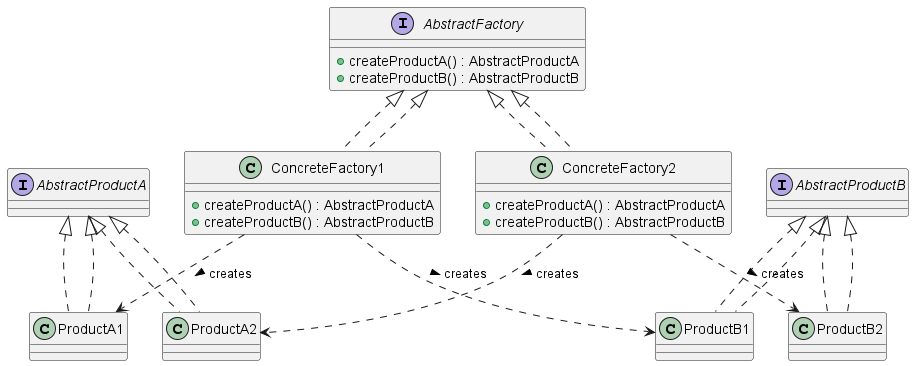 I AbstractFactory
createProductA() : AbstractProductA
createProductB() : AbstractProductB
I AbstractProductA
C ConcreteFactory1
createProductA() : AbstractProductA
createProductB() : AbstractProductB
C ConcreteFactory2
createProductA() : AbstractProductA
createProductB() : AbstractProductB
I AbstractProductB
creates
creates
creates
creates
C ProductA1
C ProductA2
C ProductB1
C ProductB2